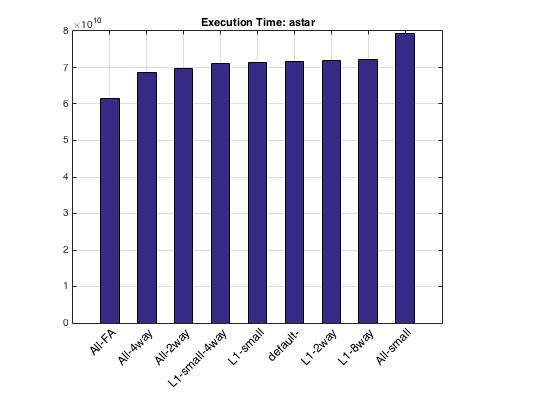 ×10^10
Execution Time: astar
8
7
6
5
4
3
2
1
0
All-FA
All-4way
All-2way
L1-small-4way
L1-small
default-
L1-2way
L1-8way
All-small